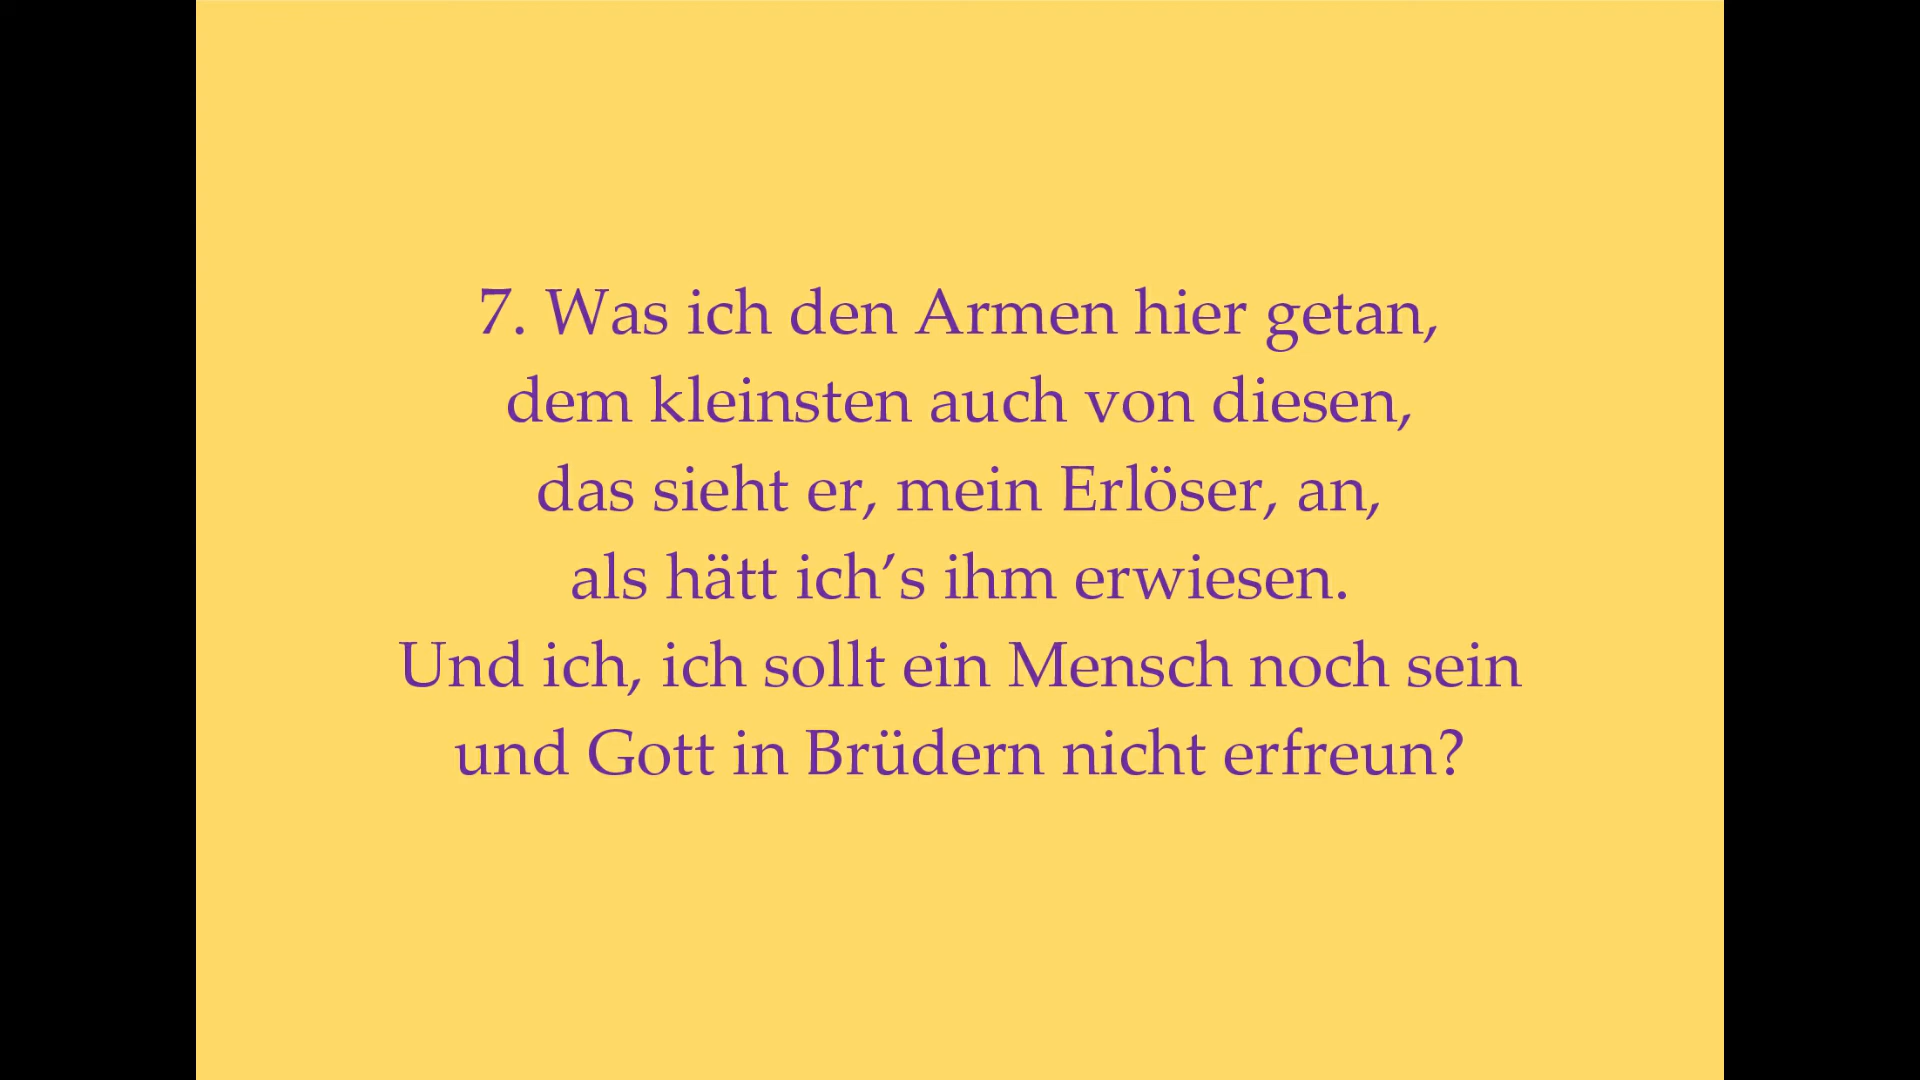 7. Was ich den Armen hier getan,
dem kleinsten auch von diesen,
das sieht er, mein Erlöser, an,
als hätt ich’s ihm erwiesen.
Und ich, ich sollt ein Mensch noch sein
und Gott in Brüdern nicht erfreun?